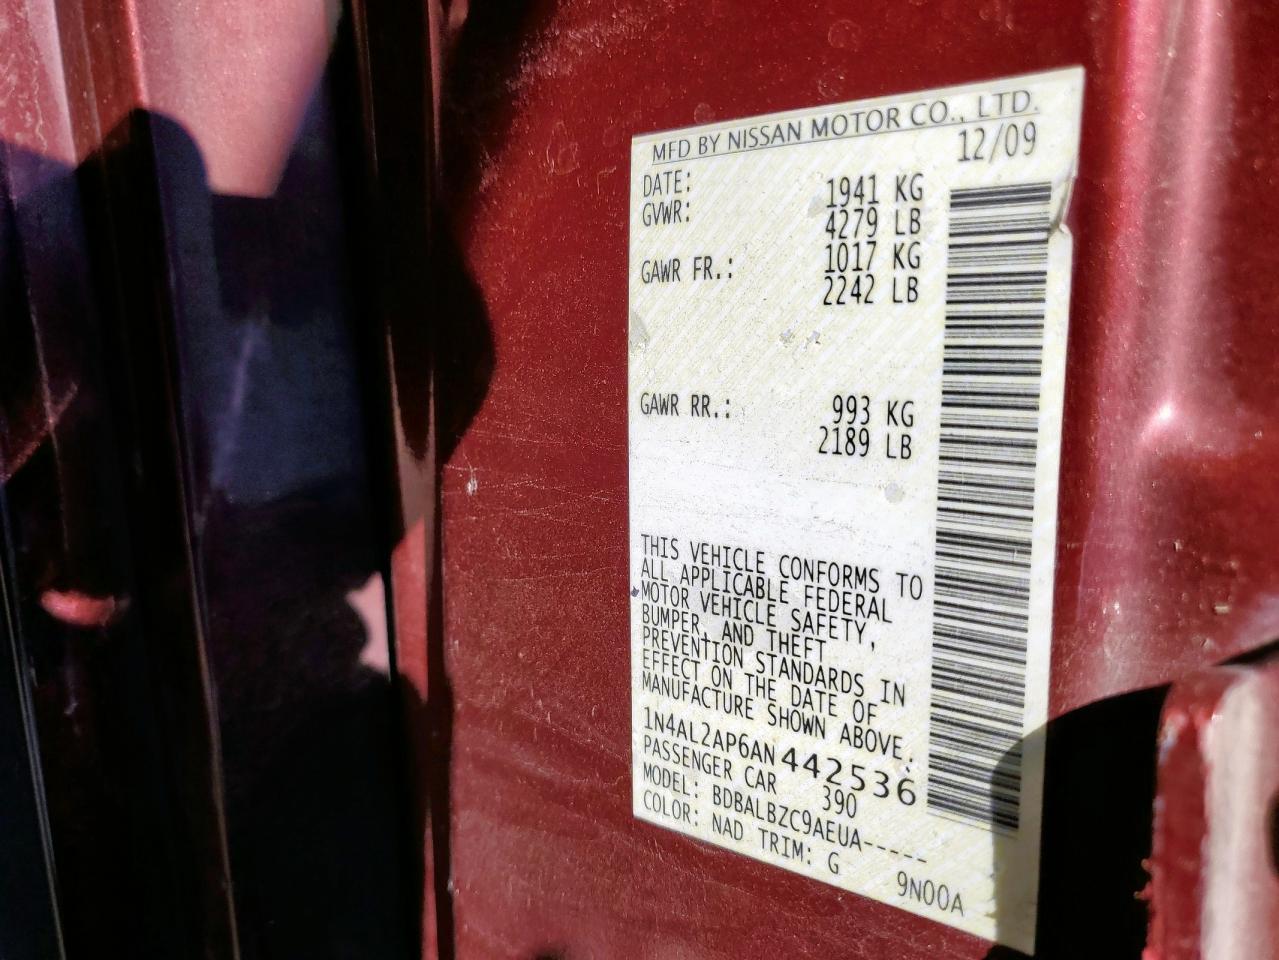 MFD BY NISSAN MOTOR CO., LTD.
DATE: 12/09
GVWR: 1941 KG
4279 LB
GAWR FR.: 1017 KG
2242 LB
GAWR RR.: 993 KG
2189 LB
THIS VEHICLE CONFORMS TO
ALL APPLICABLE FEDERAL
MOTOR VEHICLE SAFETY,
BUMPER, AND THEFT
PREVENTION STANDARDS IN
EFFECT ON THE DATE OF
MANUFACTURE SHOWN ABOVE.
1N4AL2AP6AN442536
PASSENGER CAR 390
MODEL: BDBALBZC9AEUA-----
COLOR: NAD TRIM: G 9N00A